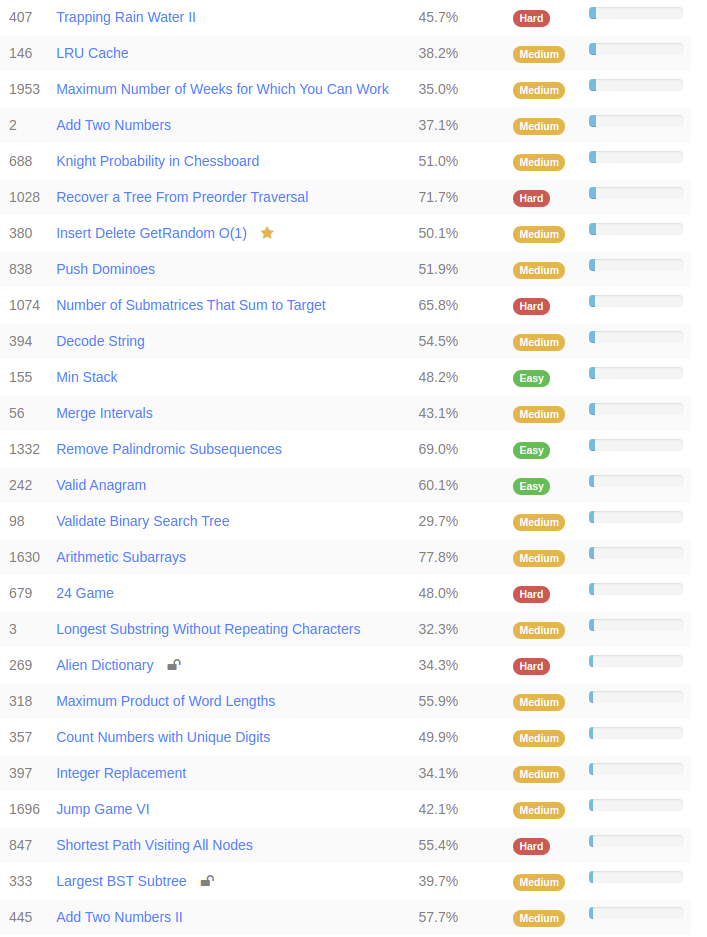 407 Trapping Rain Water II 45.7% Hard
146 LRU Cache 38.2% Medium
1953 Maximum Number of Weeks for Which You Can Work 35.0% Medium
2 Add Two Numbers 37.1% Medium
688 Knight Probability in Chessboard 51.0% Medium
1028 Recover a Tree From Preorder Traversal 71.7% Hard
380 Insert Delete GetRandom O(1) 50.1% Medium
838 Push Dominoes 51.9% Medium
1074 Number of Submatrices That Sum to Target 65.8% Hard
394 Decode String 54.5% Medium
155 Min Stack 48.2% Easy
56 Merge Intervals 43.1% Medium
1332 Remove Palindromic Subsequences 69.0% Easy
242 Valid Anagram 60.1% Easy
98 Validate Binary Search Tree 29.7% Medium
1630 Arithmetic Subarrays 77.8% Medium
679 24 Game 48.0% Hard
3 Longest Substring Without Repeating Characters 32.3% Medium
269 Alien Dictionary 34.3% Hard
318 Maximum Product of Word Lengths 55.9% Medium
357 Count Numbers with Unique Digits 49.9% Medium
397 Integer Replacement 34.1% Medium
1696 Jump Game VI 42.1% Medium
847 Shortest Path Visiting All Nodes 55.4% Hard
333 Largest BST Subtree 39.7% Medium
445 Add Two Numbers II 57.7% Medium